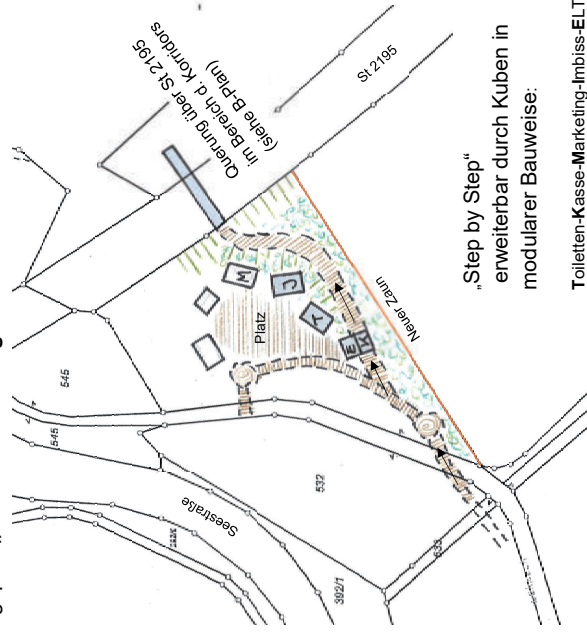 Querung über St 2195
im Bereich d. Korridors
(siehe B-Plan)
St 2195
„Step by Step“
erweiterbar durch Kuben in
modularer Bauweise:
Toiletten-Kasse-Marketing-Imbiss-ELT
Neuer Zaun
Platz
M
E
K
545
545
532
533
Seestraße
392/1